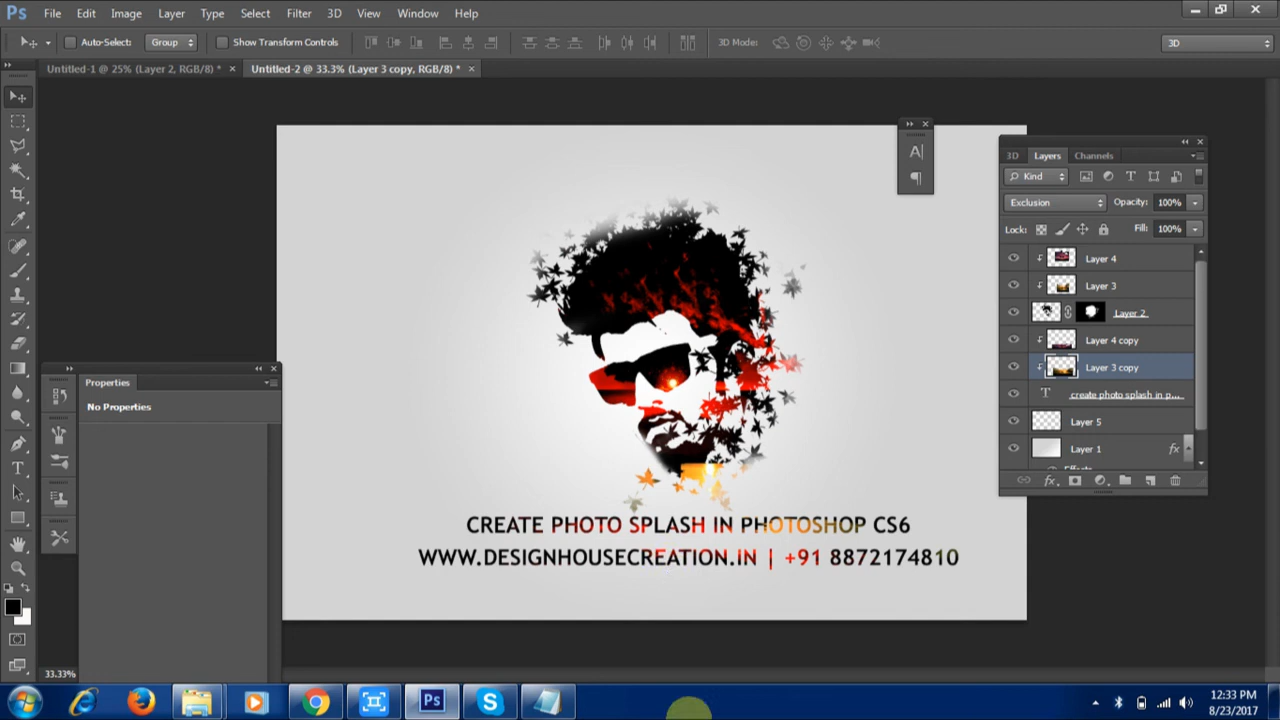 Ps File Edit Image Layer Type Select Filter 3D View Window Help
Auto-Select: Group Show Transform Controls 3D Mode: 3D
Untitled-1 @ 25% (Layer 2, RGB/8) * × Untitled-2 @ 33.3% (Layer 3 copy, RGB/8) * ×
3D Layers Channels
Kind
Exclusion Opacity: 100%
Lock: Fill: 100%
Layer 4
Layer 3
Layer 2
Layer 4 copy
Layer 3 copy
create photo splash in p...
Layer 5
Layer 1 fx
Properties
No Properties
CREATE PHOTO SPLASH IN PHOTOSHOP CS6
WWW.DESIGNHOUSECREATION.IN | +91 8872174810
33.33%
Ps
12:33 PM
8/23/2017